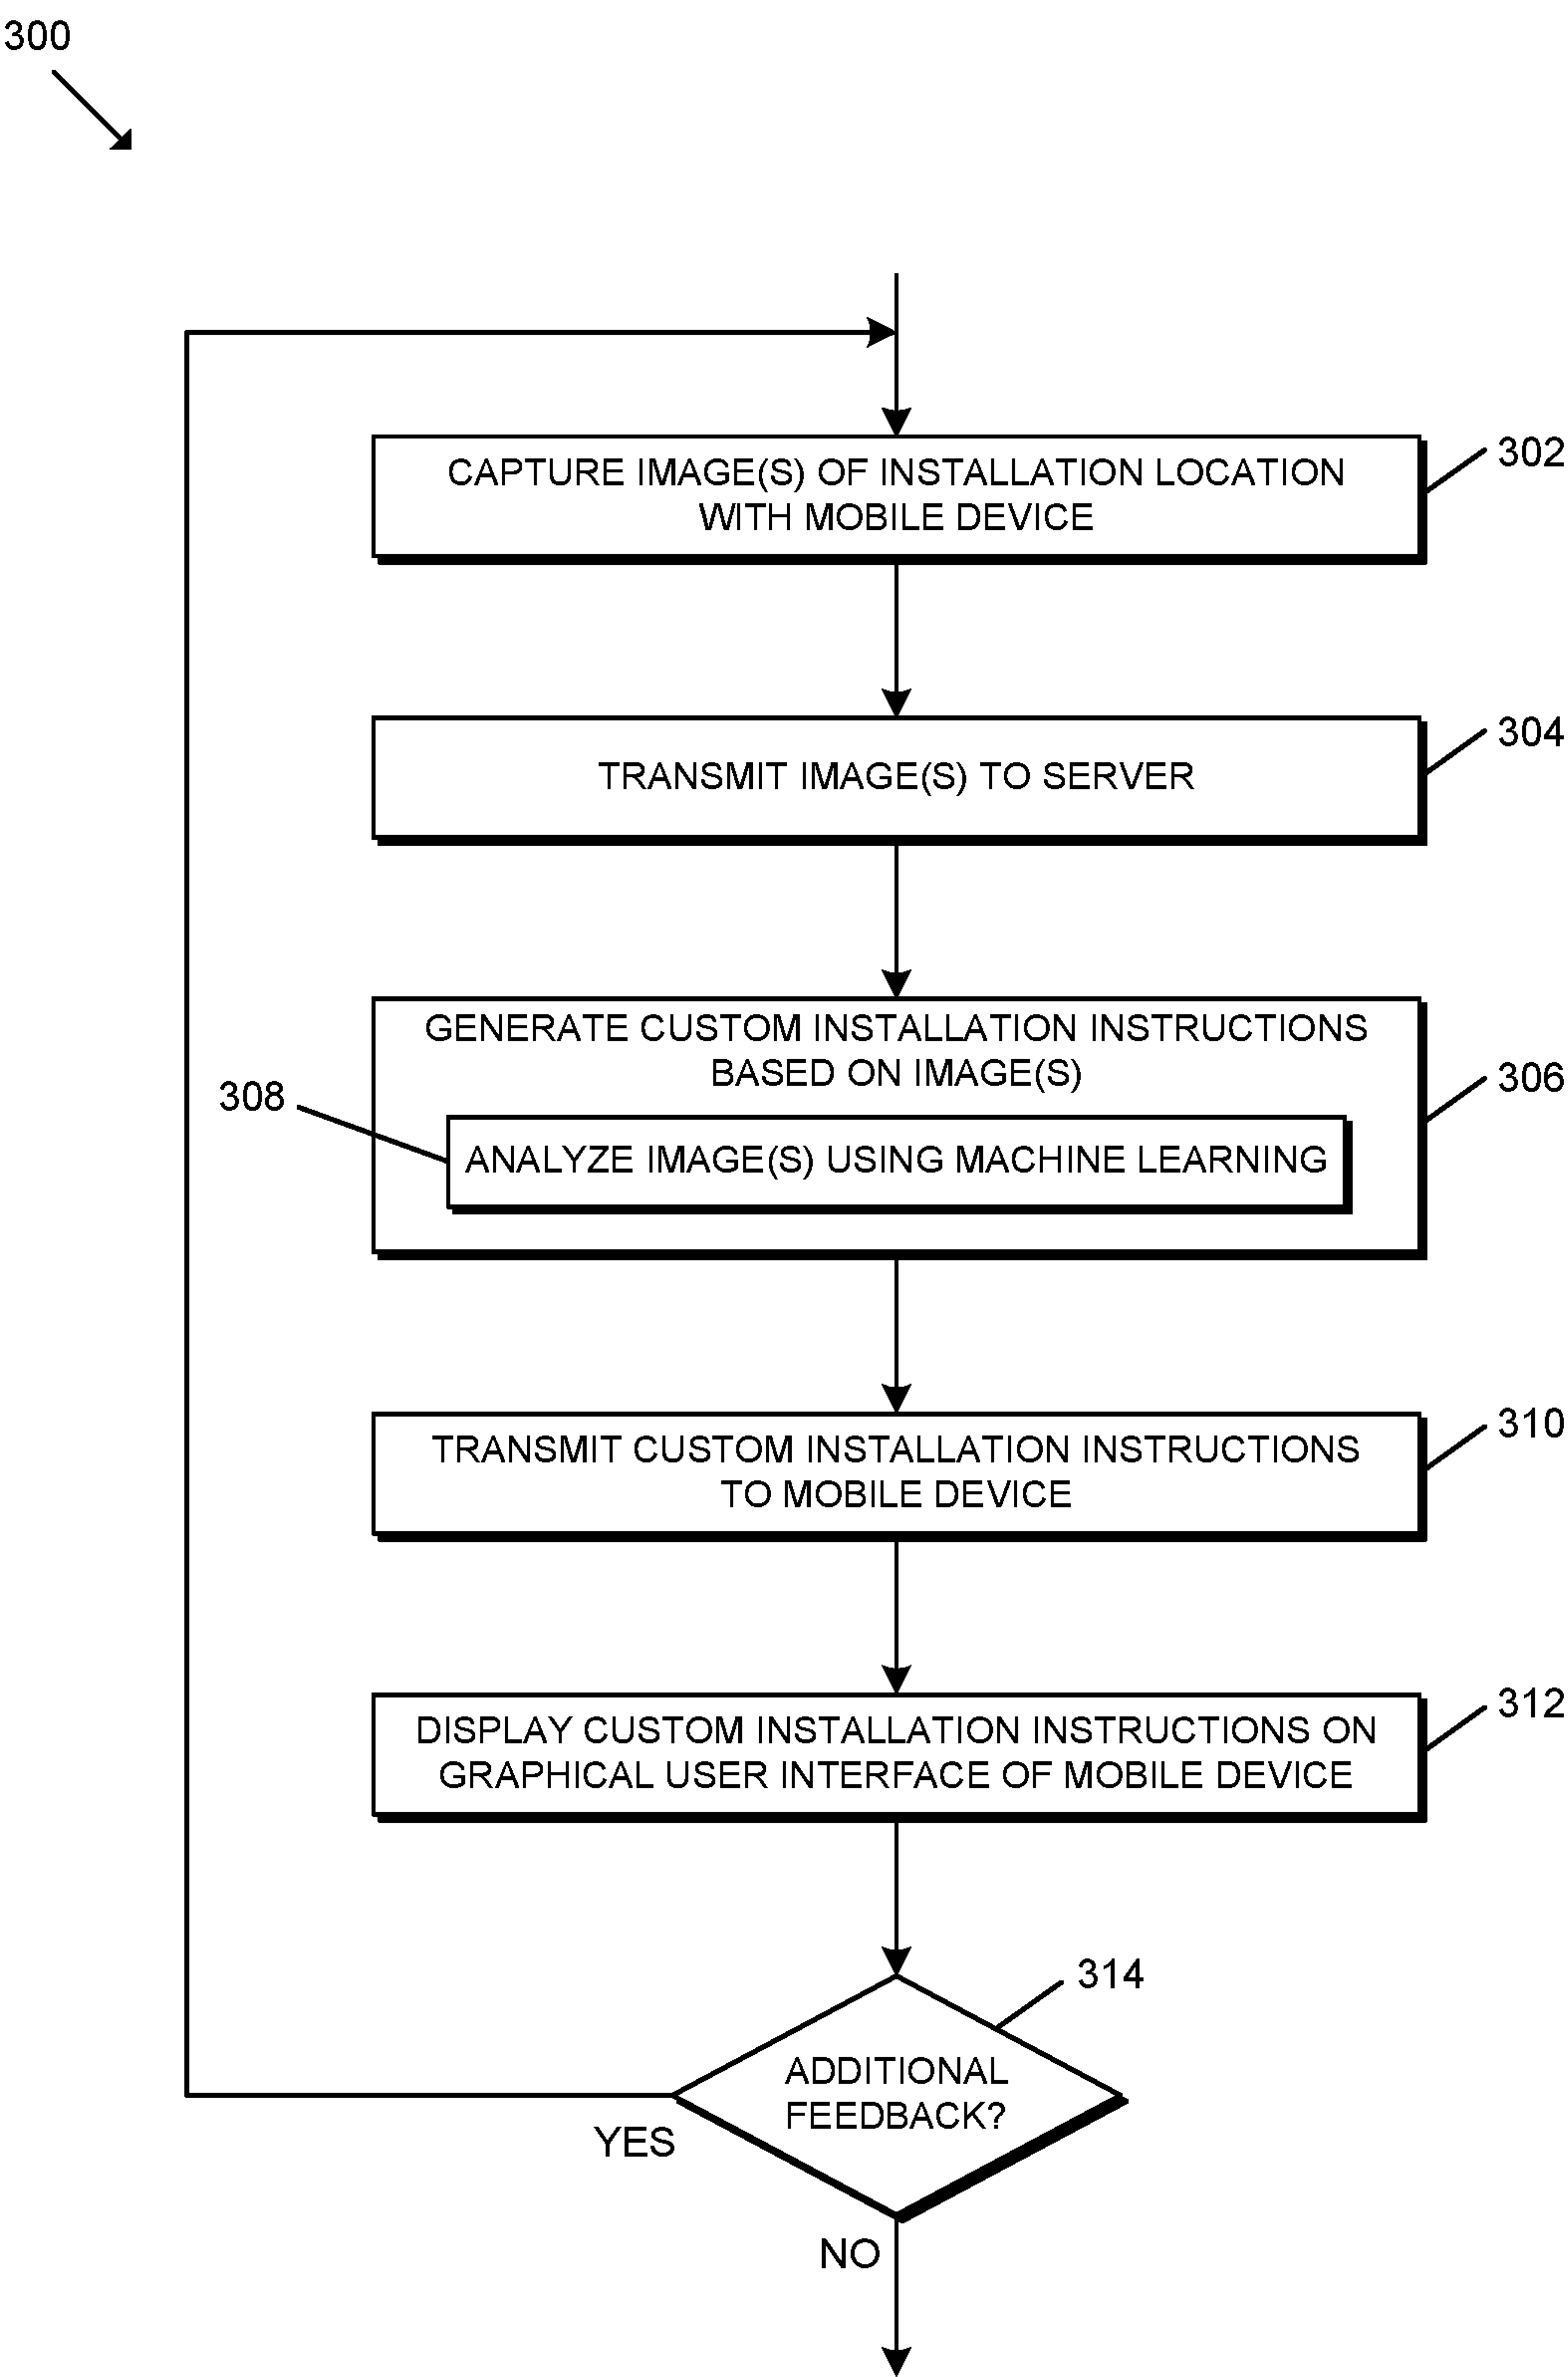 300
CAPTURE IMAGE(S) OF INSTALLATION LOCATION
WITH MOBILE DEVICE
302
TRANSMIT IMAGE(S) TO SERVER
304
GENERATE CUSTOM INSTALLATION INSTRUCTIONS
BASED ON IMAGE(S)
306
308
ANALYZE IMAGE(S) USING MACHINE LEARNING
TRANSMIT CUSTOM INSTALLATION INSTRUCTIONS
TO MOBILE DEVICE
310
DISPLAY CUSTOM INSTALLATION INSTRUCTIONS ON
GRAPHICAL USER INTERFACE OF MOBILE DEVICE
312
314
ADDITIONAL
FEEDBACK?
YES
NO